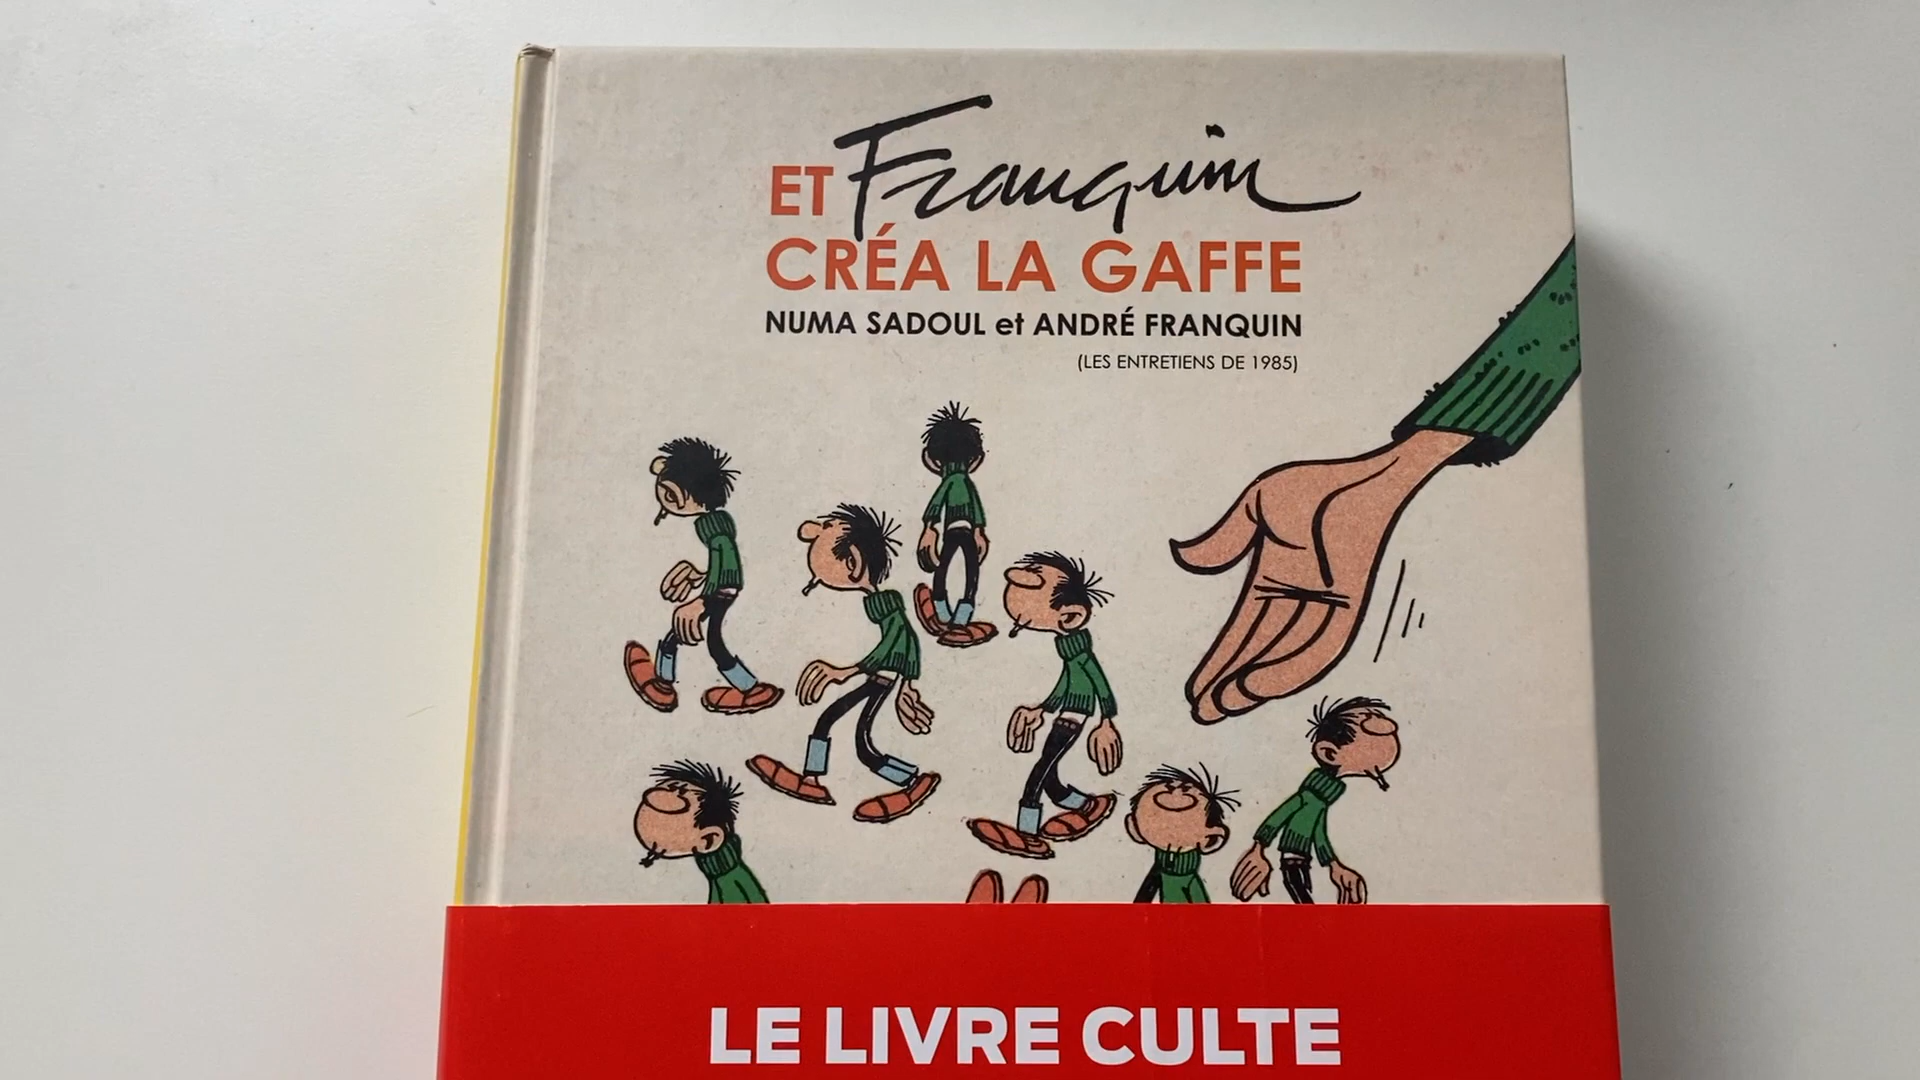 ET Franquin
CRÉA LA GAFFE
NUMA SADOUL et ANDRÉ FRANQUIN
(LES ENTRETIENS DE 1985)
LE LIVRE CULTE